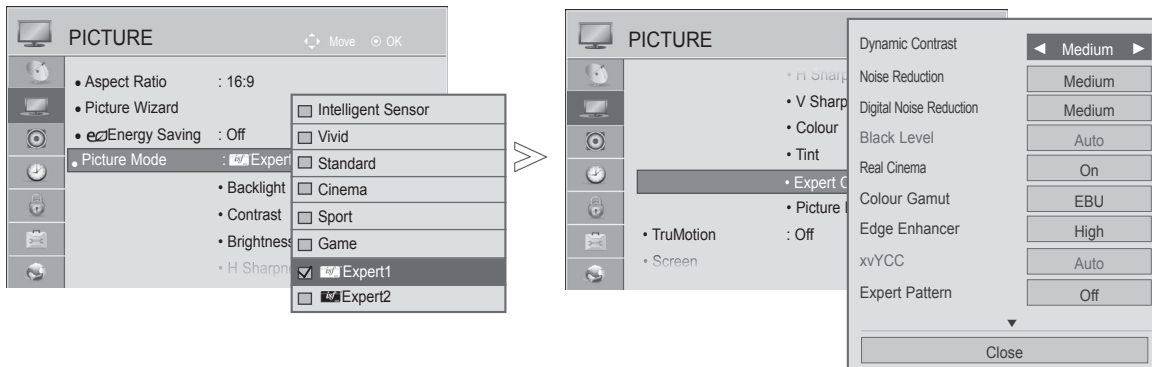 PICTURE
Move OK
• Aspect Ratio : 16:9
• Picture Wizard
• Energy Saving : Off
• Picture Mode : Expert
• Backlight
• Contrast
• Brightness
• H Sharpn
Intelligent Sensor
Vivid
Standard
Cinema
Sport
Game
Expert1
Expert2
PICTURE
• H Sharp
• V Sharp
• Colour
• Tint
• Expert C
• Picture
• TruMotion : Off
• Screen
Dynamic Contrast ◄ Medium ►
Noise Reduction Medium
Digital Noise Reduction Medium
Black Level Auto
Real Cinema On
Colour Gamut EBU
Edge Enhancer High
xvYCC Auto
Expert Pattern Off
▼
Close